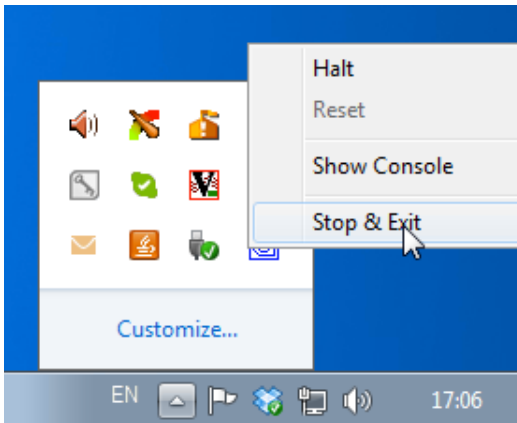 Halt
Reset
Show Console
Stop & Exit
Customize...
EN
17:06